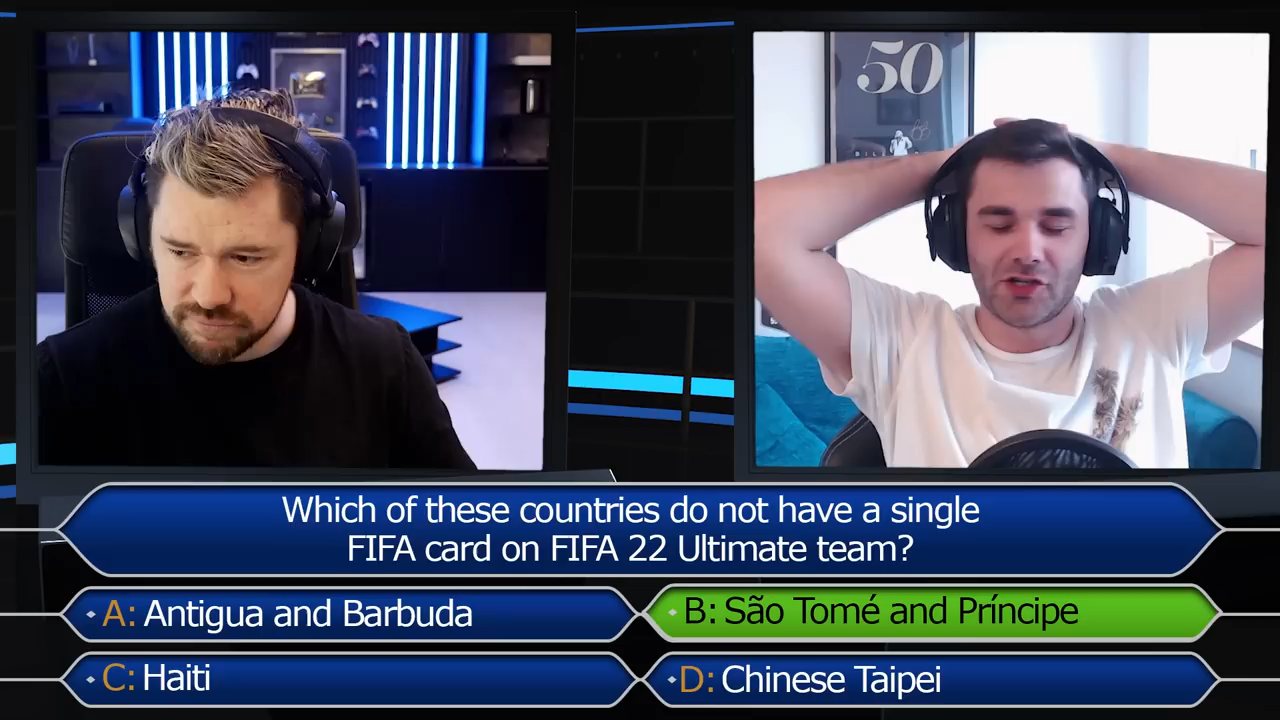 50
Which of these countries do not have a single
FIFA card on FIFA 22 Ultimate team?
A: Antigua and Barbuda
B: São Tomé and Príncipe
C: Haiti
D: Chinese Taipei